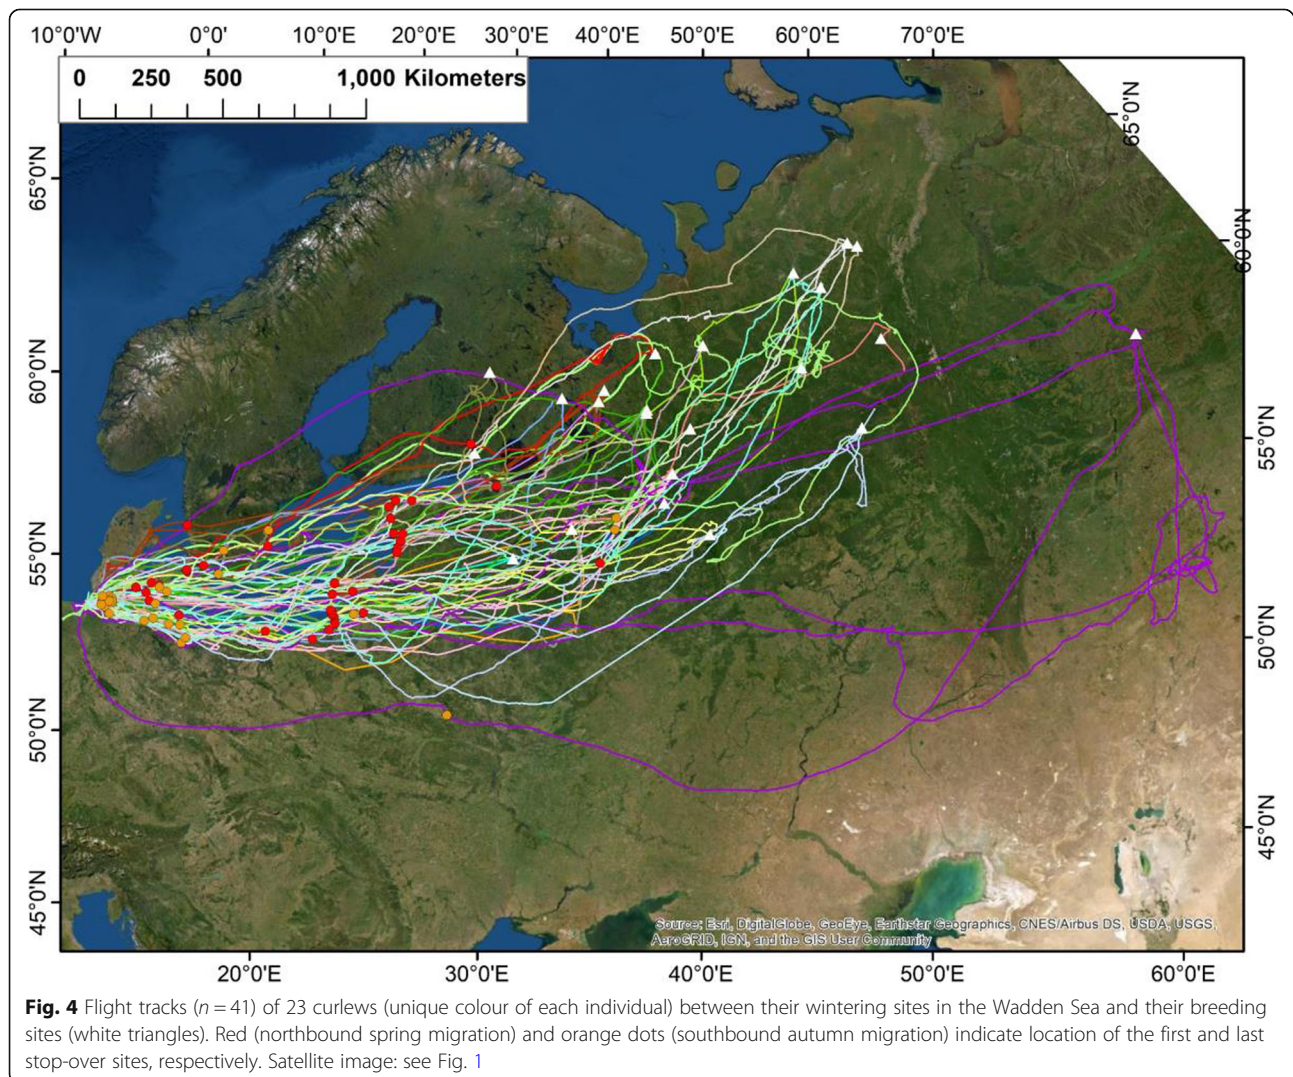 10°0'W 0°0' 10°0'E 20°0'E 30°0'E 40°0'E 50°0'E 60°0'E 70°0'E
0 250 500 1,000 Kilometers
65°0'N
60°0'N
55°0'N
50°0'N
45°0'N
65°0'N
60°0'N
55°0'N
50°0'N
45°0'N
Source: Esri, DigitalGlobe, GeoEye, Earthstar Geographics, CNES/Airbus DS, USDA, USGS,
AeroGRID, IGN, and the GIS User Community
20°0'E 30°0'E 40°0'E 50°0'E 60°0'E
Fig. 4 Flight tracks (n = 41) of 23 curlews (unique colour of each individual) between their wintering sites in the Wadden Sea and their breeding
sites (white triangles). Red (northbound spring migration) and orange dots (southbound autumn migration) indicate location of the first and last
stop-over sites, respectively. Satellite image: see Fig. 1